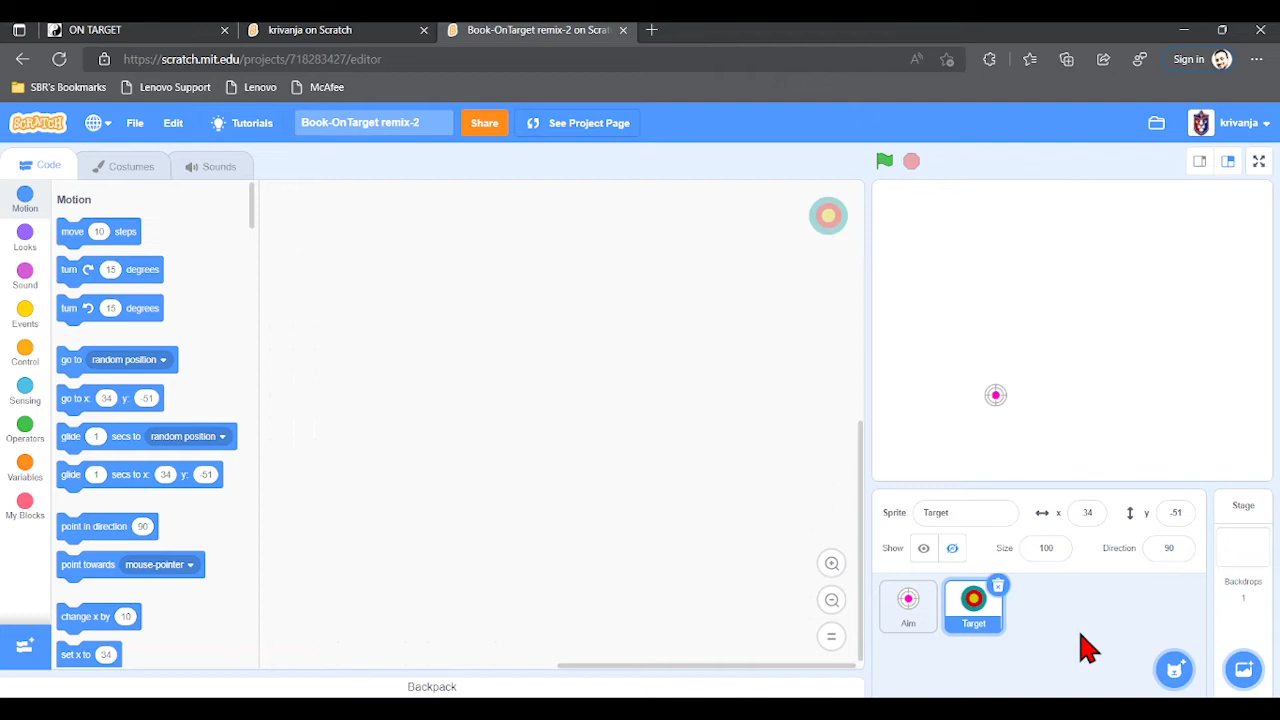 ON TARGET
krivanja on Scratch
Book-OnTarget remix-2 on Scrat
https://scratch.mit.edu/projects/718283427/editor
Sign in
SBR's Bookmarks
Lenovo Support
Lenovo
McAfee
SCRATCH
File
Edit
Tutorials
Book-OnTarget remix-2
Share
See Project Page
krivanja
Code
Costumes
Sounds
Motion
Looks
Sound
Events
Control
Sensing
Operators
Variables
My Blocks
Motion
move 10 steps
turn 15 degrees
turn 15 degrees
go to random position
go to x: 34 y: -51
glide 1 secs to random position
glide 1 secs to x: 34 y: -51
point in direction 90
point towards mouse-pointer
change x by 10
set x to 34
Backpack
Sprite Target x 34 y -51
Show Size 100 Direction 90
Aim
Target
Stage
Backdrops
1